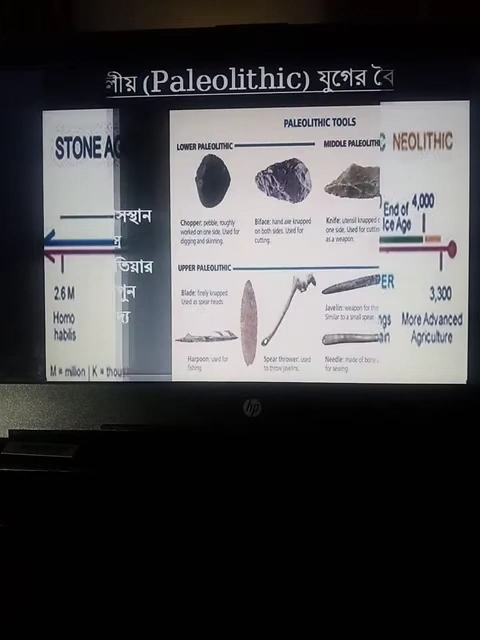 লীয় (Paleolithic) যুগের বৈ
PALEOLITHIC TOOLS
STONE AG
NEOLITHIC
LOWER PALEOLITHIC
MIDDLE PALEOLITH
Chopper: pebble, roughly
worked on one side. Used for
digging and skinning.
Biface: hand axe knapped
on both sides. Used for
cutting.
Knife: utensil knapped
one side. Used for
as a weapon.
End of
Ice Age
4,000
সস্থান
তিয়ার
গুন
দ্য
2.6 M
Homo
habilis
M = million | K = thous
UPPER PALEOLITHIC
Blade: finely knapped.
Used as spear heads.
Harpoon: used for
fishing.
Spear thrower: used
to throw javelins.
Javelin: weapon for
Similar to a small spear.
Needle: made of bone
for sewing.
3,300
More Advanced
Agriculture
hp